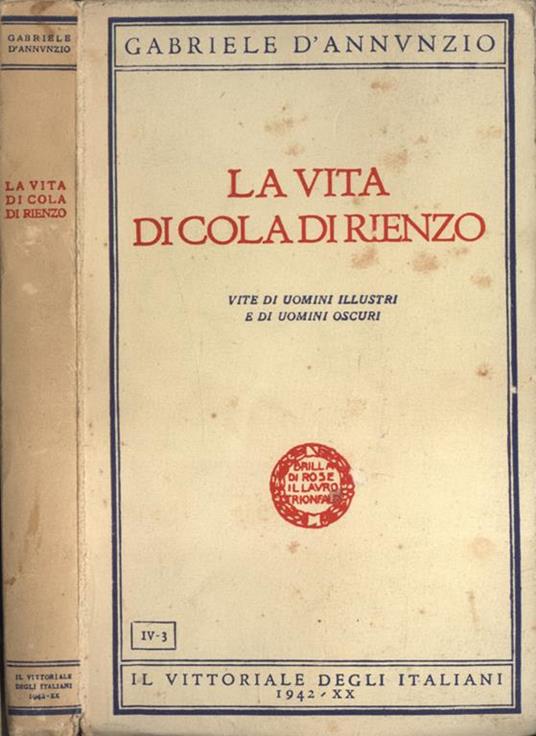 GABRIELE
D'ANNVNZIO
LA VITA
DI COLA
DI RIENZO
IL VITTORIALE
DEGLI ITALIANI
1942-XX
GABRIELE D'ANNVNZIO
LA VITA
DI COLA DI RIENZO
VITE DI UOMINI ILLUSTRI
E DI UOMINI OSCURI
BRILLA
DI ROSE
IL LAVRO
TRIONFALE
IV-3
IL VITTORIALE DEGLI ITALIANI
1942-XX